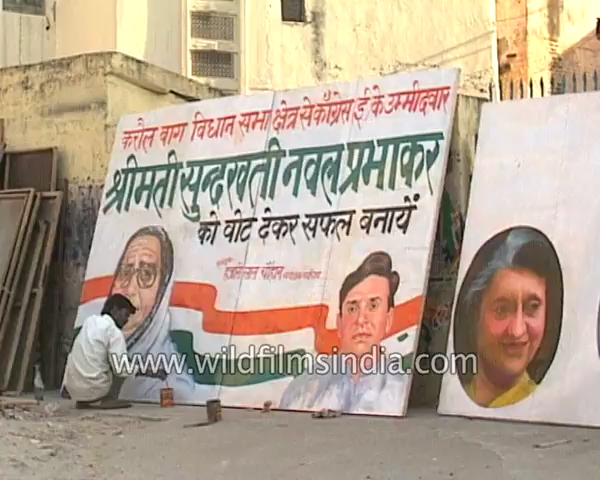 करौल बाग विधान सभा क्षेत्र से काँग्रेस ई के उम्मीदवार
श्रीमती सुन्दरवती नवल प्रभाकर
को वोट देकर सफल बनायें
www.wildfilmsindia.com